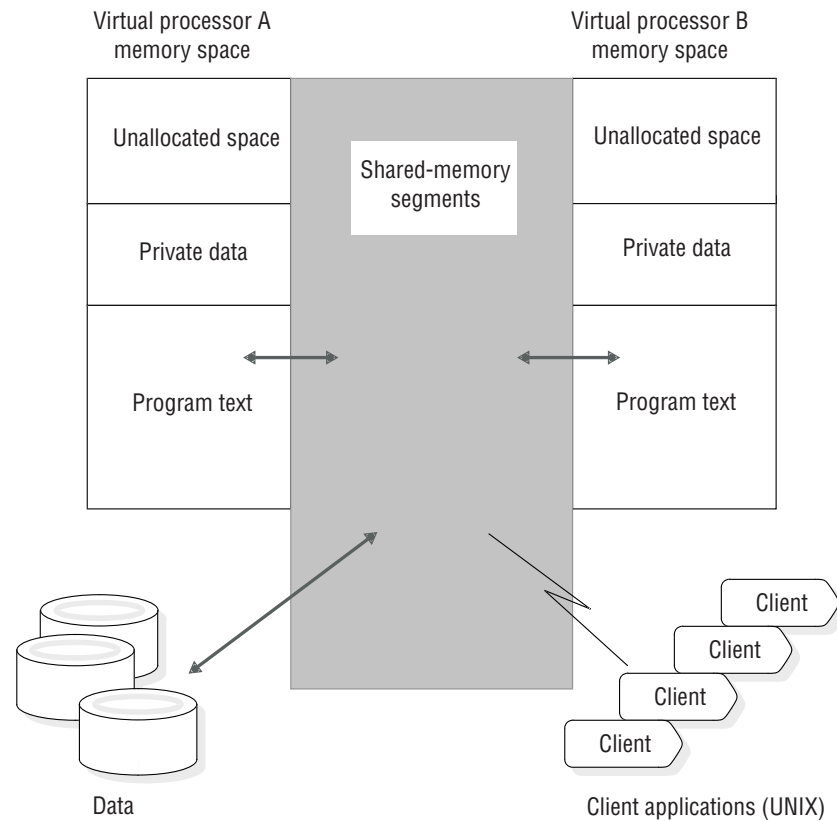 Virtual processor A
memory space
Virtual processor B
memory space
Unallocated space
Shared-memory
segments
Unallocated space
Private data
Private data
Program text
Program text
Client
Client
Client
Client
Data
Client applications (UNIX)